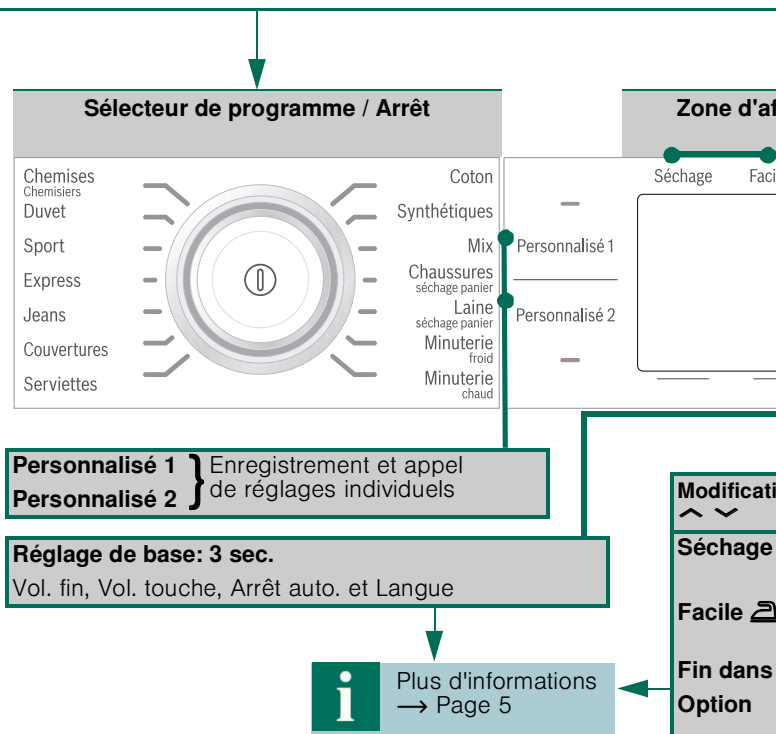 Sélecteur de programme / Arrêt
Zone d'af
Chemises
Chemisiers
Duvet
Sport
Express
Jeans
Couvertures
Serviettes
Coton
Synthétiques
Mix
Chaussures
séchage panier
Laine
séchage panier
Minuterie
froid
Minuterie
chaud
Personnalisé 1
Personnalisé 2
Séchage Faci
Personnalisé 1
Personnalisé 2
Enregistrement et appel
de réglages individuels
Réglage de base: 3 sec.
Vol. fin, Vol. touche, Arrêt auto. et Langue
Modificati
Séchage
Facile
Fin dans
Option
i Plus d'informations
→ Page 5